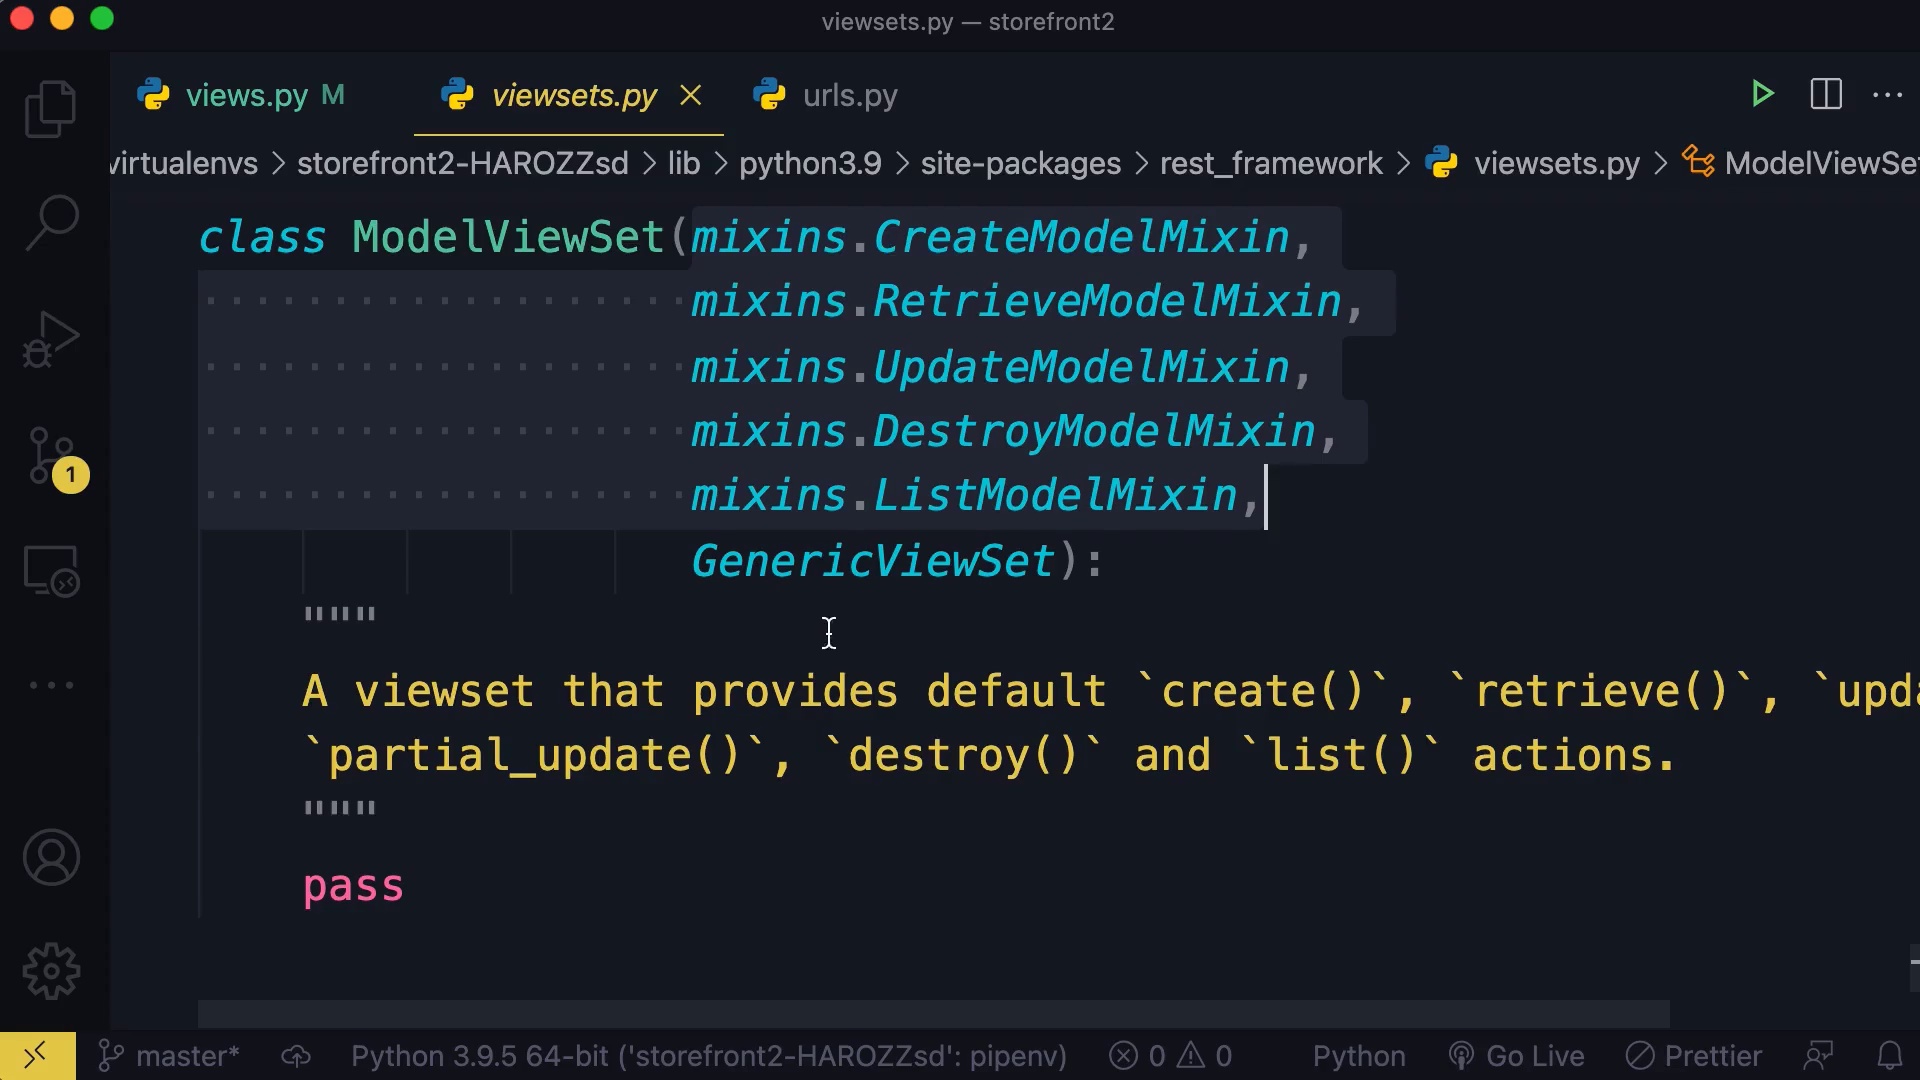 viewsets.py — storefront2
views.py M
viewsets.py
urls.py
virtualenvs > storefront2-HAROZZsd > lib > python3.9 > site-packages > rest_framework > viewsets.py > ModelViewSe
class ModelViewSet(mixins.CreateModelMixin,
mixins.RetrieveModelMixin,
mixins.UpdateModelMixin,
mixins.DestroyModelMixin,
mixins.ListModelMixin,
GenericViewSet):
"""
A viewset that provides default `create()`, `retrieve()`, `upda
`partial_update()`, `destroy()` and `list()` actions.
"""
pass
1
master* Python 3.9.5 64-bit ('storefront2-HAROZZsd': pipenv) 0 0 Python Go Live Prettier